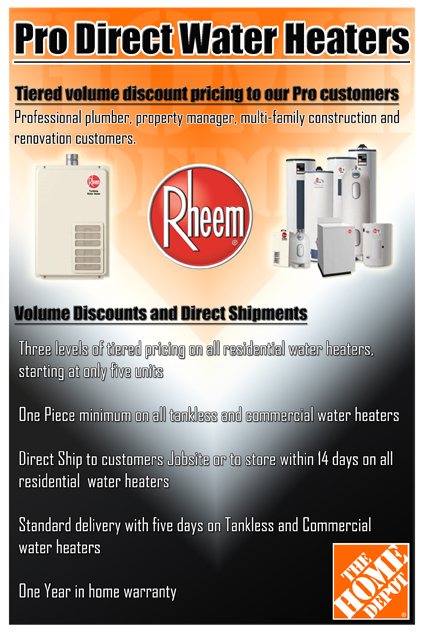 Pro Direct Water Heaters
Tiered volume discount pricing to our Pro customers
Professional plumber, property manager, multi-family construction and
renovation customers.
Rheem
®
Volume Discounts and Direct Shipments
Three levels of tiered pricing on all residential water heaters,
starting at only five units
One Piece minimum on all tankless and commercial water heaters
Direct Ship to customers Jobsite or to store within 14 days on all
residential water heaters
Standard delivery with five days on Tankless and Commercial
water heaters
One Year in home warranty
THE
HOME
DEPOT